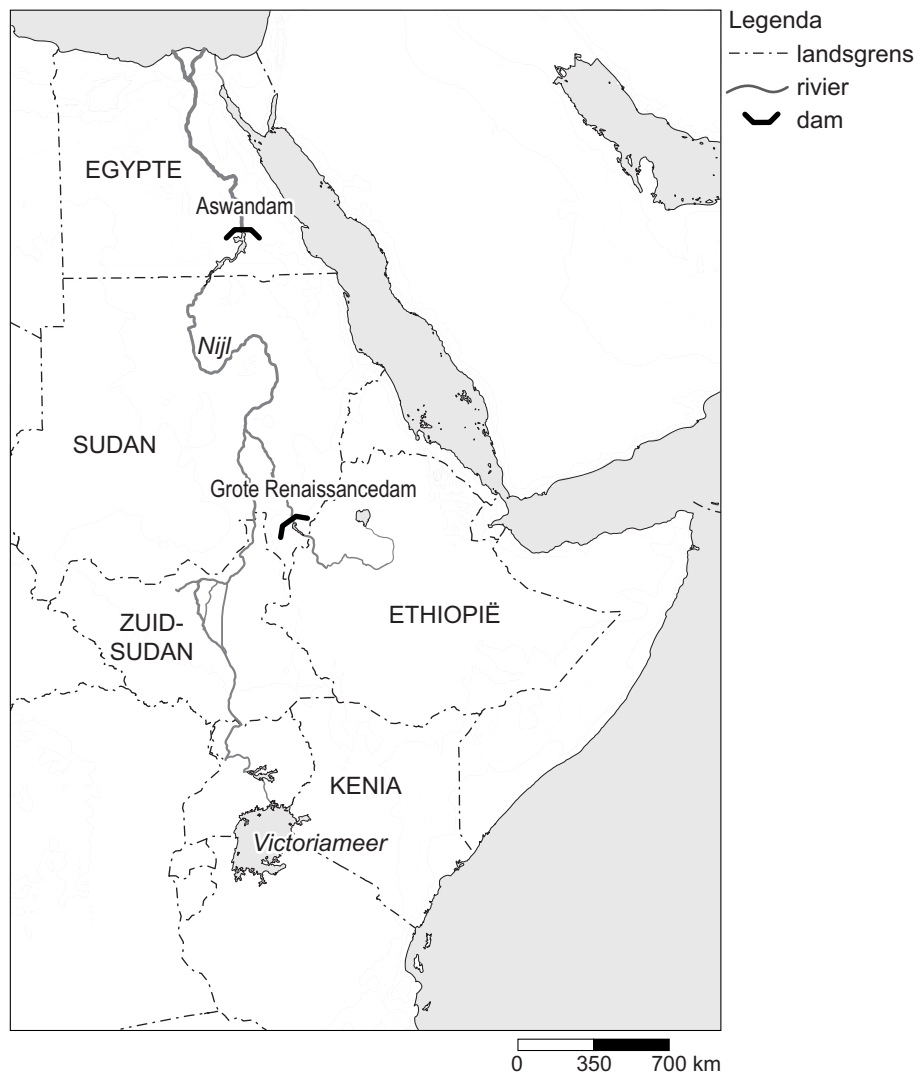 Legenda
landsgrens
rivier
dam
EGYPTE
Aswandam
Nijl
SUDAN
Grote Renaissancedam
ETHIOPIË
ZUID-
SUDAN
KENIA
Victoriameer
0 350 700 km